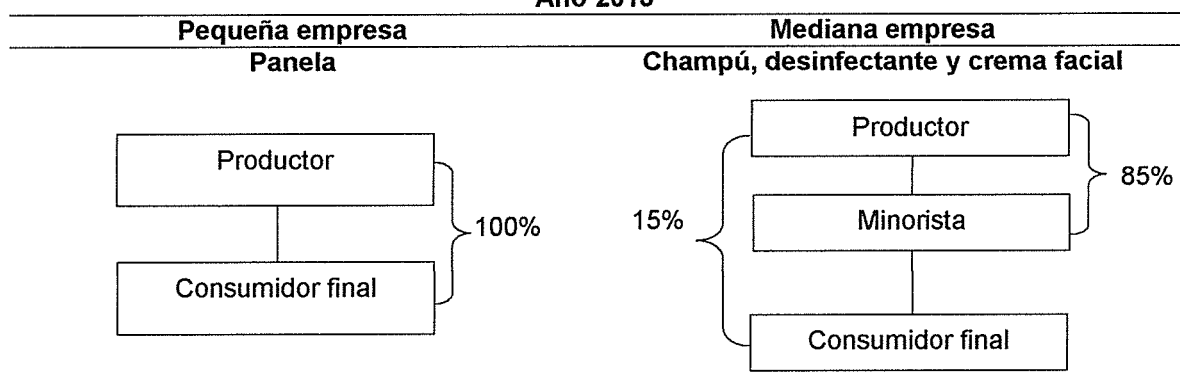 Pequeña empresa
Mediana empresa
Panela
Champú, desinfectante y crema facial
Productor
Consumidor final
100%
Productor
Minorista
Consumidor final
15%
85%